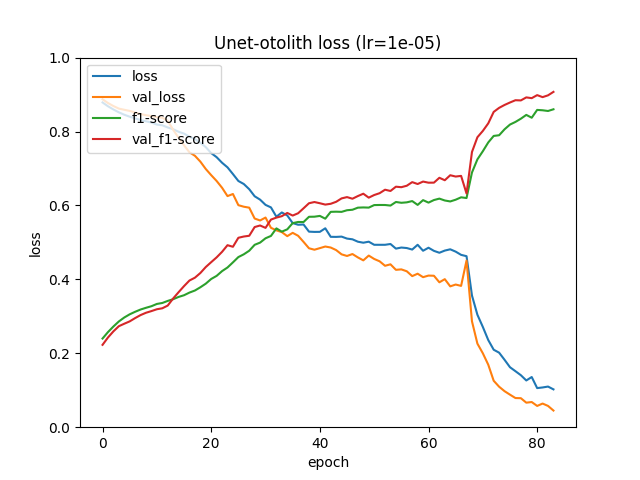 Unet-otolith loss (lr=1e-05)
loss
val_loss
f1-score
val_f1-score
1.0
0.8
0.6
0.4
0.2
0.0
loss
0 20 40 60 80
epoch